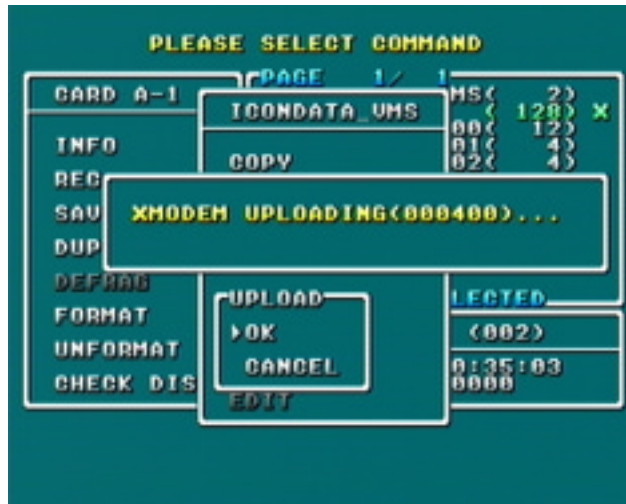 PLEASE SELECT COMMAND
PAGE 1/ 1
CARD A-1
INFO
SAV
DUP
DEFRAG
FORMAT
UNFORMAT
CHECK DIS
ICONDATA_VMS
COPY
EDIT
MS( 2)
( 128) X
00( 12)
01( 4)
02( 4)
XMODEM UPLOADING(000400)...
UPLOAD
OK
CANCEL
LECTED
(002)
0:35:03
0000